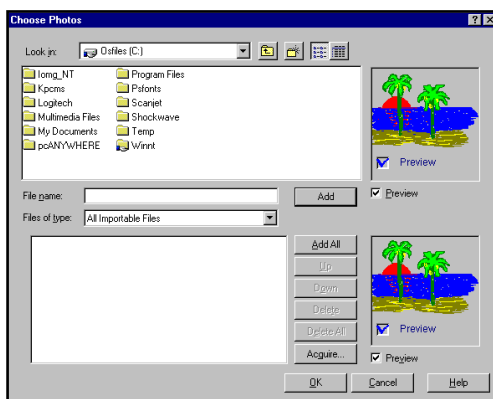 Choose Photos
Look in: Osfiles (C:)
Iomg_NT Program Files
Kpcms Psfonts
Logitech Scanjet
Multimedia Files Shockwave
My Documents Temp
pcANYWHERE Winnt
Preview
File name: Add Preview
Files of type: All Importable Files
Add All
Up
Down
Delete
Delete All
Preview
Acquire... Preview
OK Cancel Help